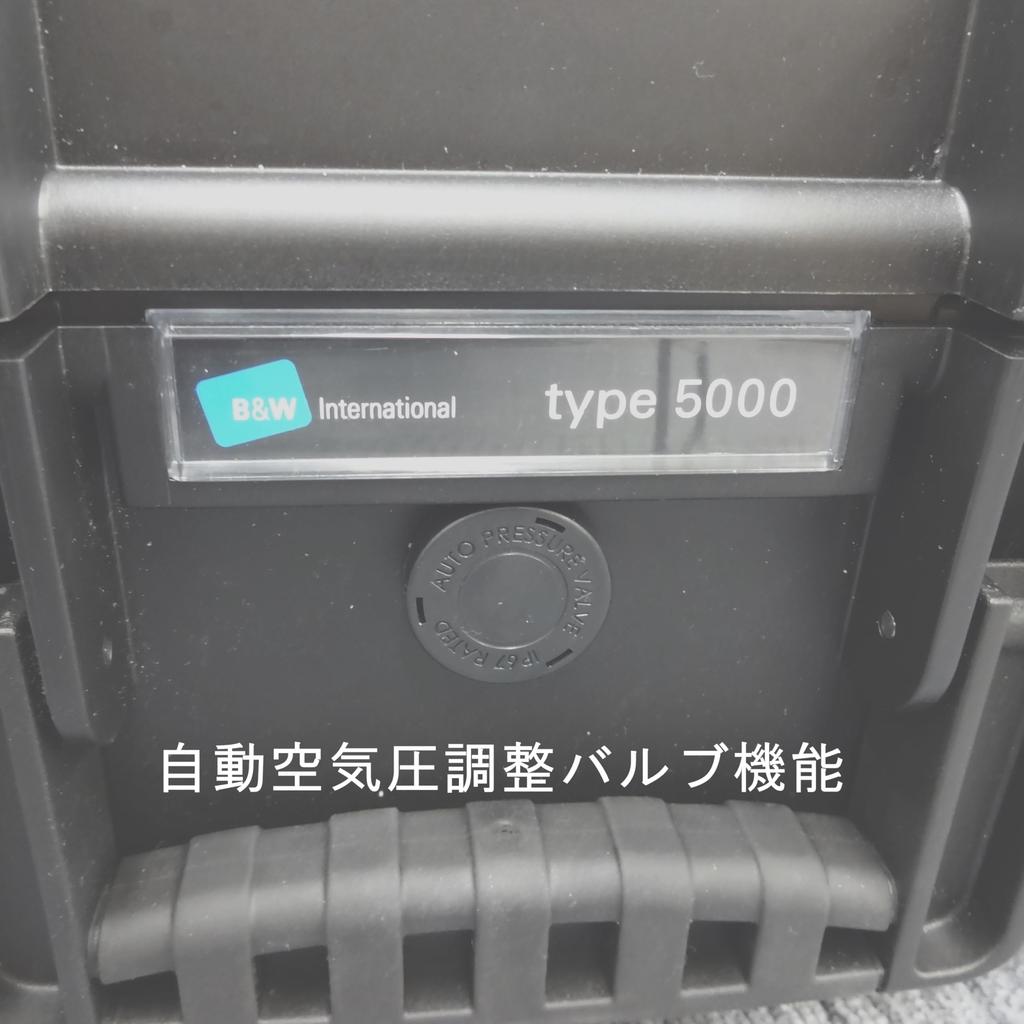 B&W International type 5000
AUTO PRESSURE VALVE
IP67 RATED
自動空気圧調整バルブ機能